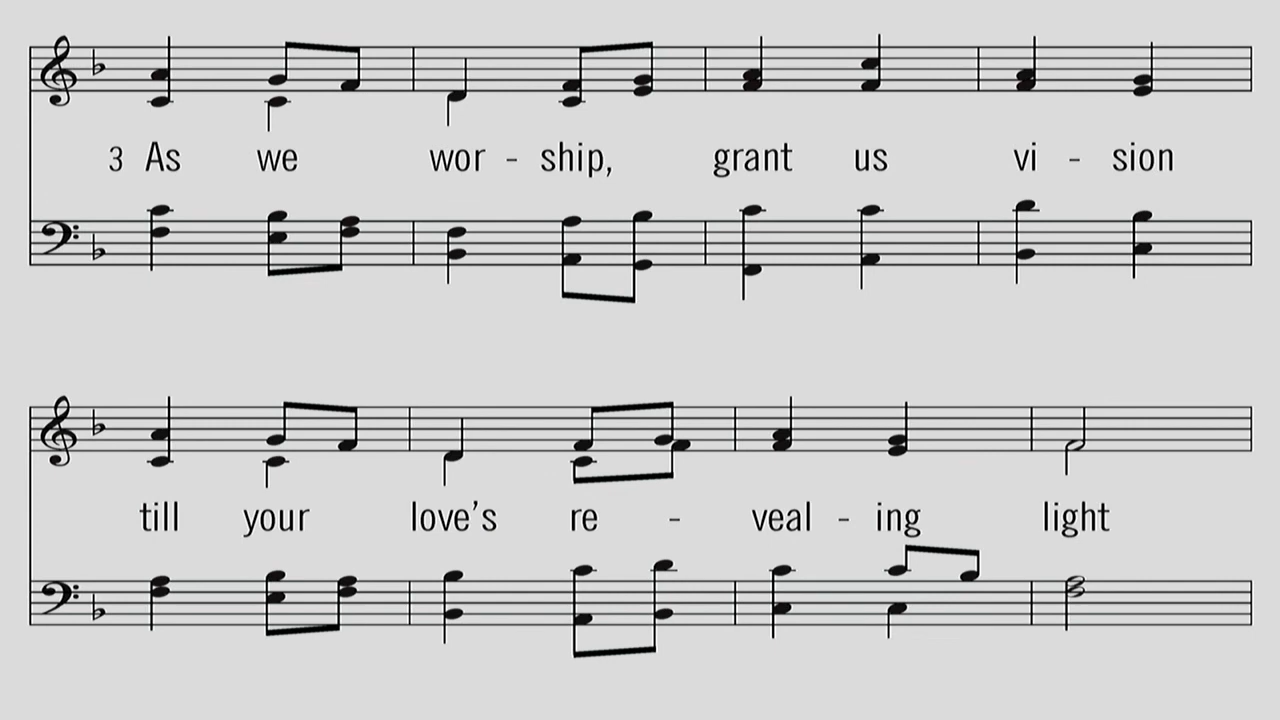 3 As we wor - ship, grant us vi - sion
till your love’s re - veal - ing light